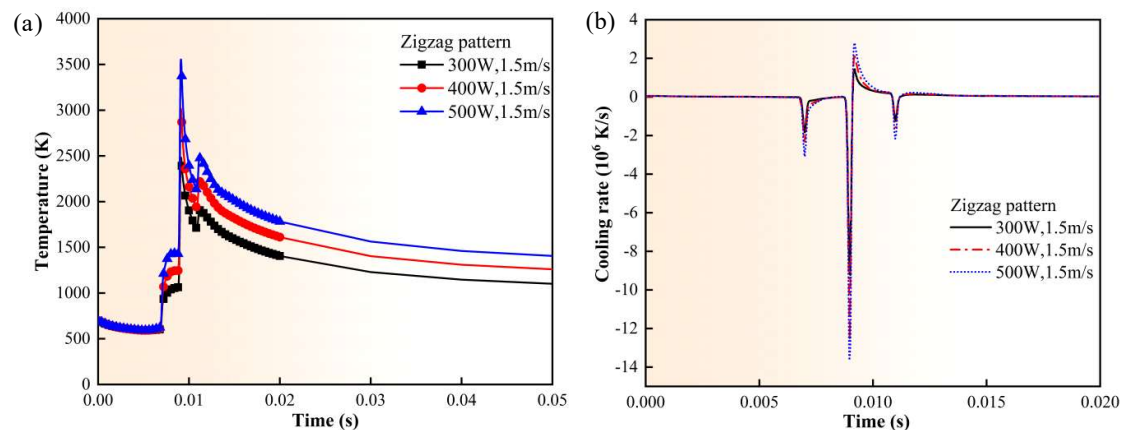 (a)
Zigzag pattern
300W,1.5m/s
400W,1.5m/s
500W,1.5m/s
Temperature (K)
4000
3500
3000
2500
2000
1500
1000
500
0
0.00 0.01 0.02 0.03 0.04 0.05
Time (s)
(b)
Cooling rate (10⁶ K/s)
4
2
0
-2
-4
-6
-8
-10
-12
-14
Zigzag pattern
300W,1.5m/s
400W,1.5m/s
500W,1.5m/s
0.000 0.005 0.010 0.015 0.020
Time (s)